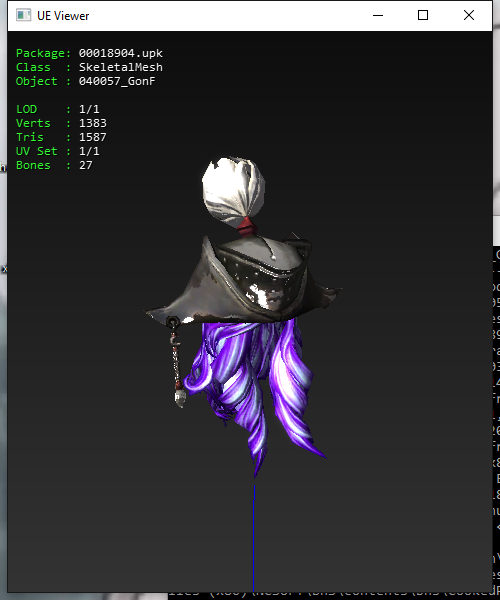 UE Viewer
Package: 00018904.upk
Class : SkeletalMesh
Object : 040057_GonF
LOD : 1/1
Verts : 1383
Tris : 1587
UV Set : 1/1
Bones : 27